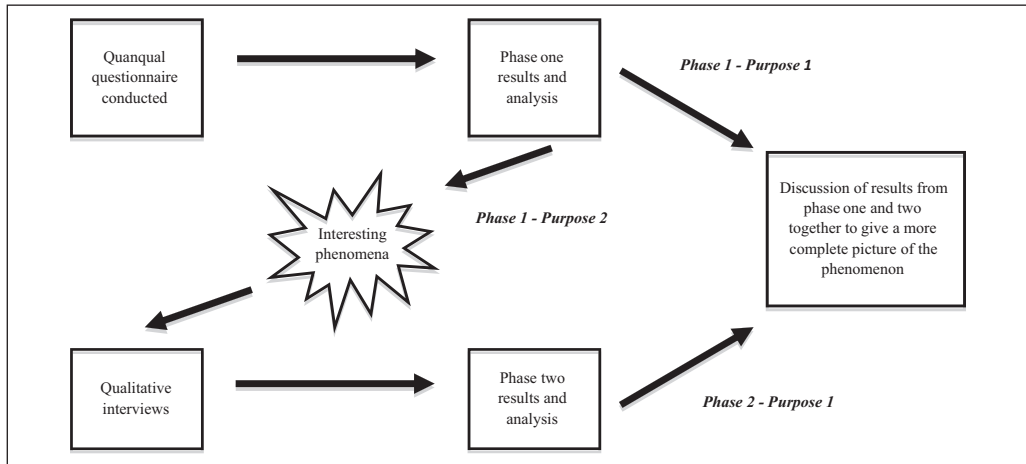 Quanqual
questionnaire
conducted
Phase one
results and
analysis
Phase 1 - Purpose 1
Discussion of results from
phase one and two
together to give a more
complete picture of the
phenomenon
Phase 1 - Purpose 2
Interesting
phenomena
Qualitative
interviews
Phase two
results and
analysis
Phase 2 - Purpose 1